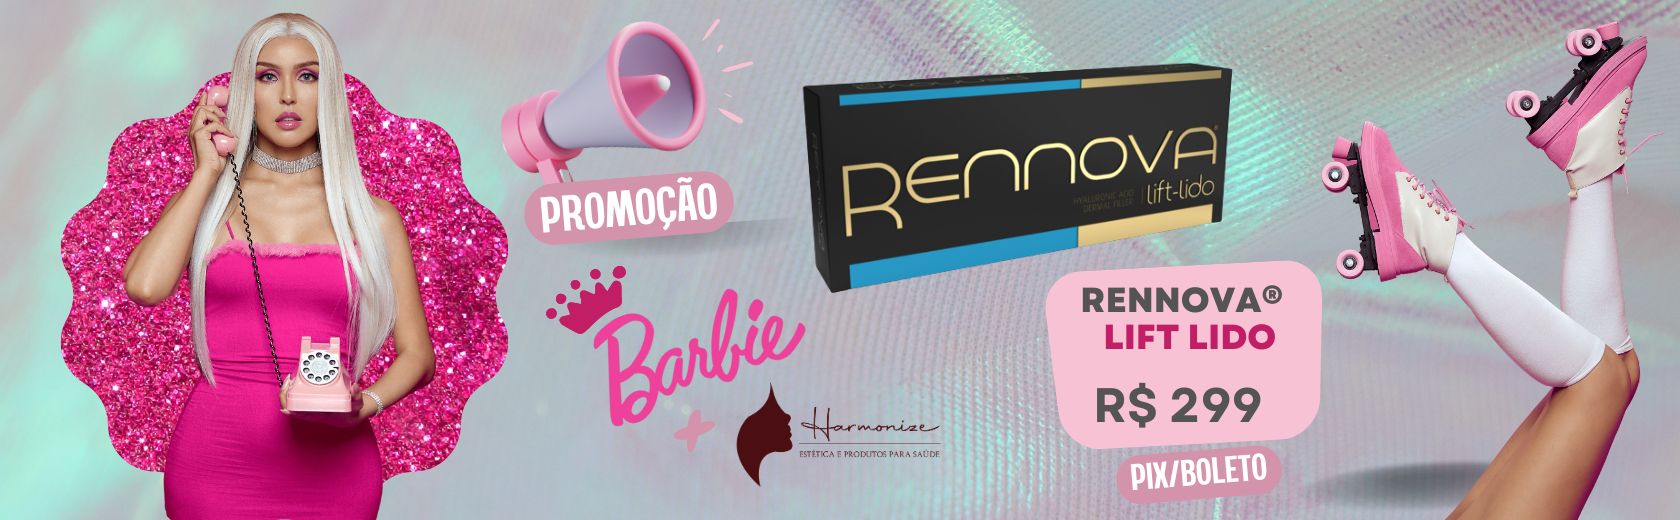 PROMOÇÃO
Barbie
+
Harmonize
ESTÉTICA E PRODUTOS PARA SAÚDE
RENNOVA®
HYALURONIC ACID
DERMAL FILLER
lift-lido
RENNOVA®
LIFT LIDO
R$ 299
PIX/BOLETO